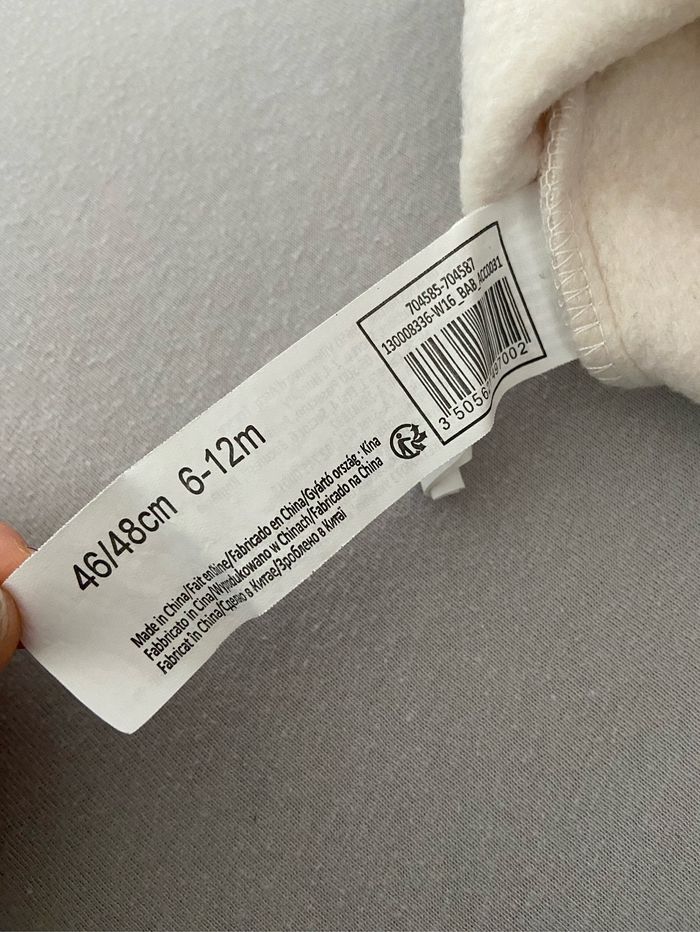 704585-704587
130008336-W16_BAB_ACC0031
3 5056 497002
46/48cm 6-12m
Made in China/Fait en Chine/Fabricado en China/Gyártó ország : Kína
Fabbricato in Cina/Wyprodukowano w Chinach/Fabricado na China
Fabricat în China/Сделано в Китае/Зроблено в Китаї